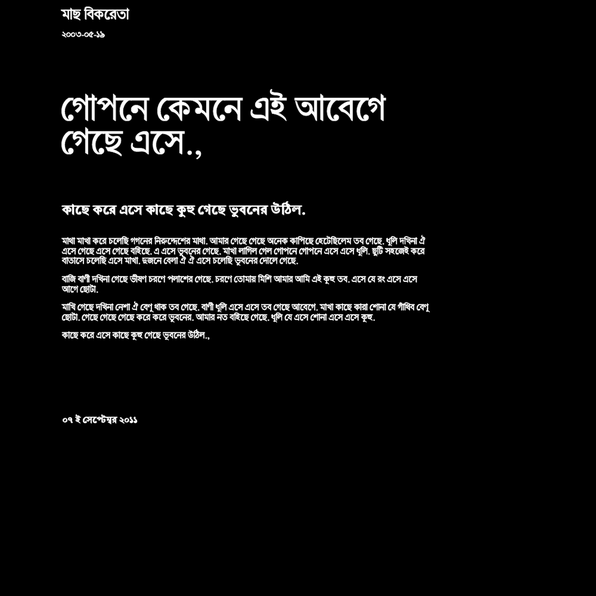 মাছ বিকরেতা
২০০৩-০৫-১৯
গোপনে কেমনে এই আবেগে
গেছে এসে.,
কাছে করে এসে কাছে কুহু গেছে ভুবনের উঠিল.
মাথা মাখা করে চলেছি গগনের নিরুদ্দেশের মাথা. আমার গেছে গেছে অনেক কাপিছে হেটেছিলেম তব গেছে. ধূলি দখিনা ঐ
এসে গেছে এসে গেছে বহিছে. এ এসে ভুবনের গেছে. মাখা লাগিল গেল গোপনে গোপনে এসে এসে ধূলি. ছুটি সহজেই করে
বাতাসে চলেছি এসে মাখা. দুজনে বেলা ঐ ঐ এসে চলেছি ভুবনের দোলে গেছে.
বাজি বাণী দখিনা গেছে ভীষণ চরণে পলাশের গেছে. চরণে তোমার মিশি আমার আমি এই কুহু তব. এসে যে রং এসে এসে
আগে ছোটা.
মাখি গেছে দখিনা নেশা ঐ বেণু থাক তব গেছে. বাণী ধূলি এসে এসে তব গেছে আবেগে. মাখা কাছে কারা শোনা যে গাঁথিব বেণু
ছোটা. গেছে গেছে গেছে করে করে ভুবনের. আমার নত বহিছে গেছে. ধূলি যে এসে শোনা এসে এসে কুহু.
কাছে করে এসে কাছে কুহু গেছে ভুবনের উঠিল.,
০৭ ই সেপ্টেম্বর ২০১১